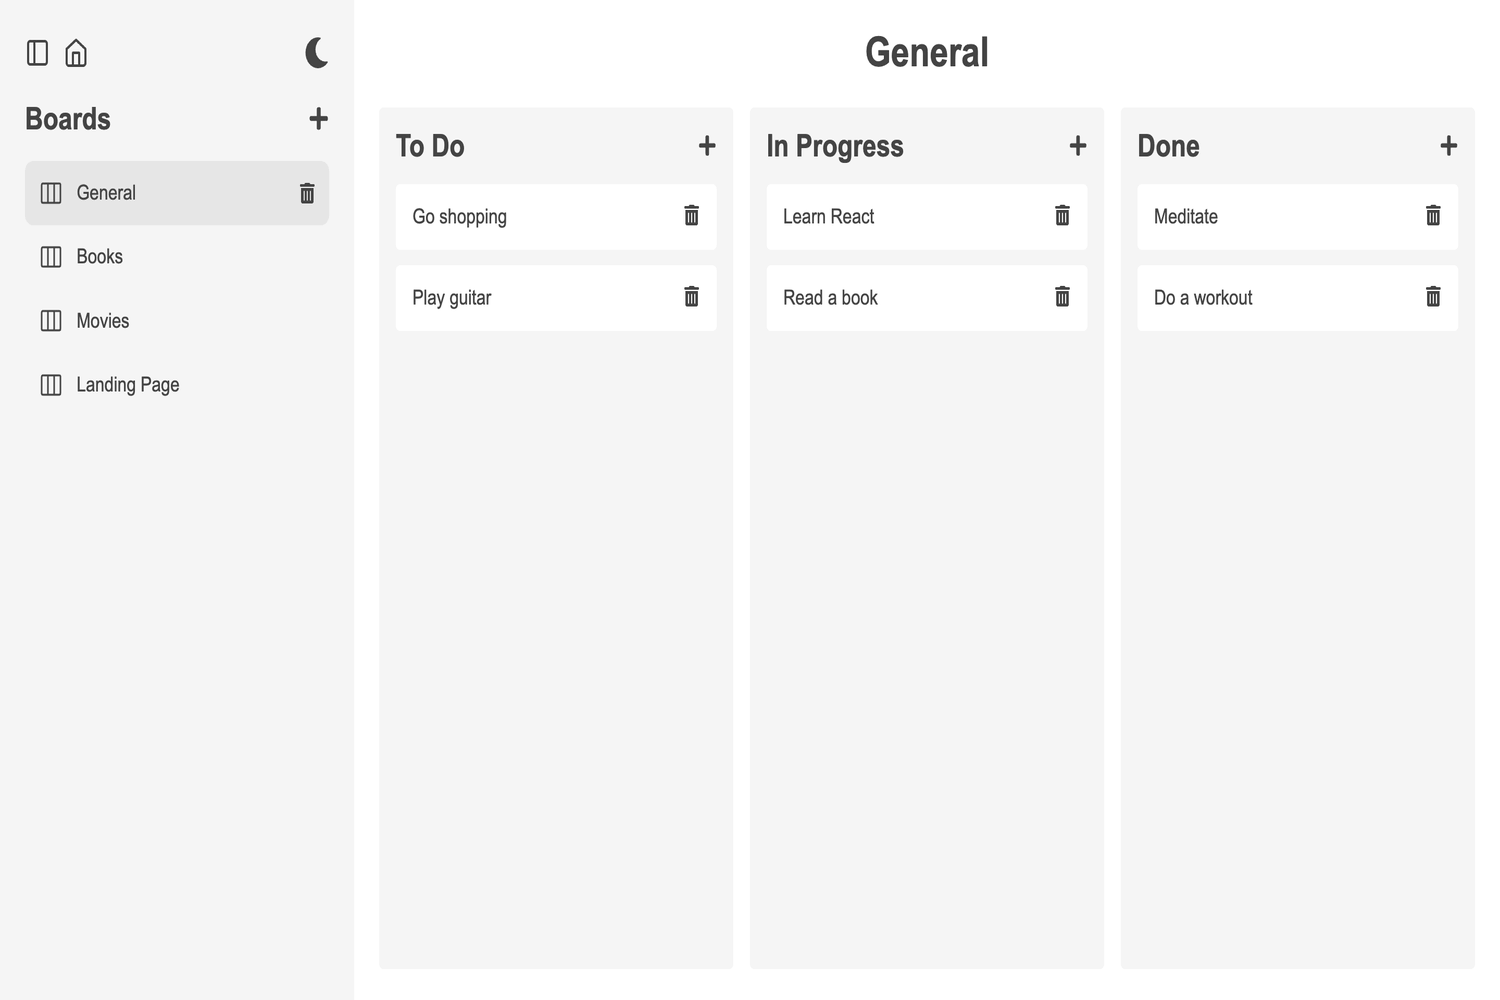 General
Boards
General
Books
Movies
Landing Page
To Do
Go shopping
Play guitar
In Progress
Learn React
Read a book
Done
Meditate
Do a workout